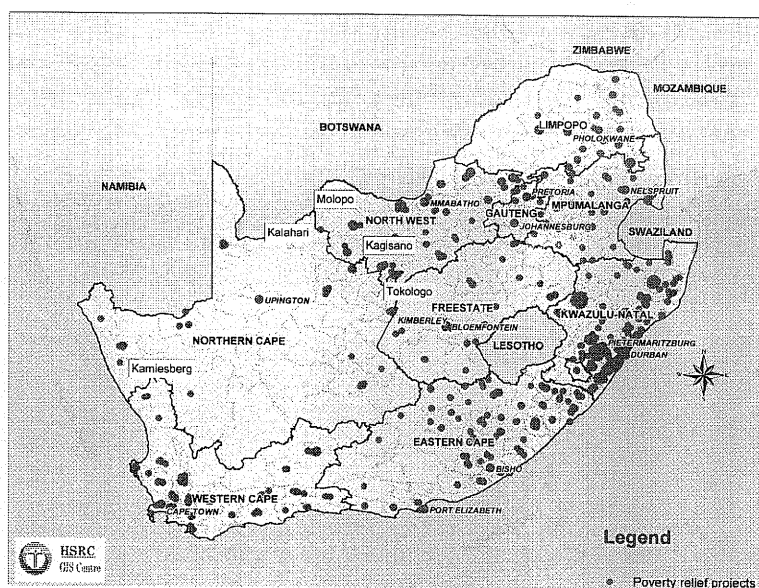 ZIMBABWE
MOZAMBIQUE
BOTSWANA
LIMPOPO
PHOLOKWANE
NAMIBIA
Molopo
MMABATHO
PRETORIA
NELSPRUIT
MPUMALANGA
NORTH WEST
GAUTENG
JOHANNESBURG
SWAZILAND
Kalahari
Kagisano
Tokologo
UPINGTON
FREESTATE
KWAZULU-NATAL
KIMBERLEY
BLOEMFONTEIN
NORTHERN CAPE
LESOTHO
PETERMARITZBURG
DURBAN
Kamiesberg
N
EASTERN CAPE
BISHO
WESTERN CAPE
CAPE TOWN
PORT ELIZABETH
Legend
HSRC
GIS Centre
Poverty relief projects